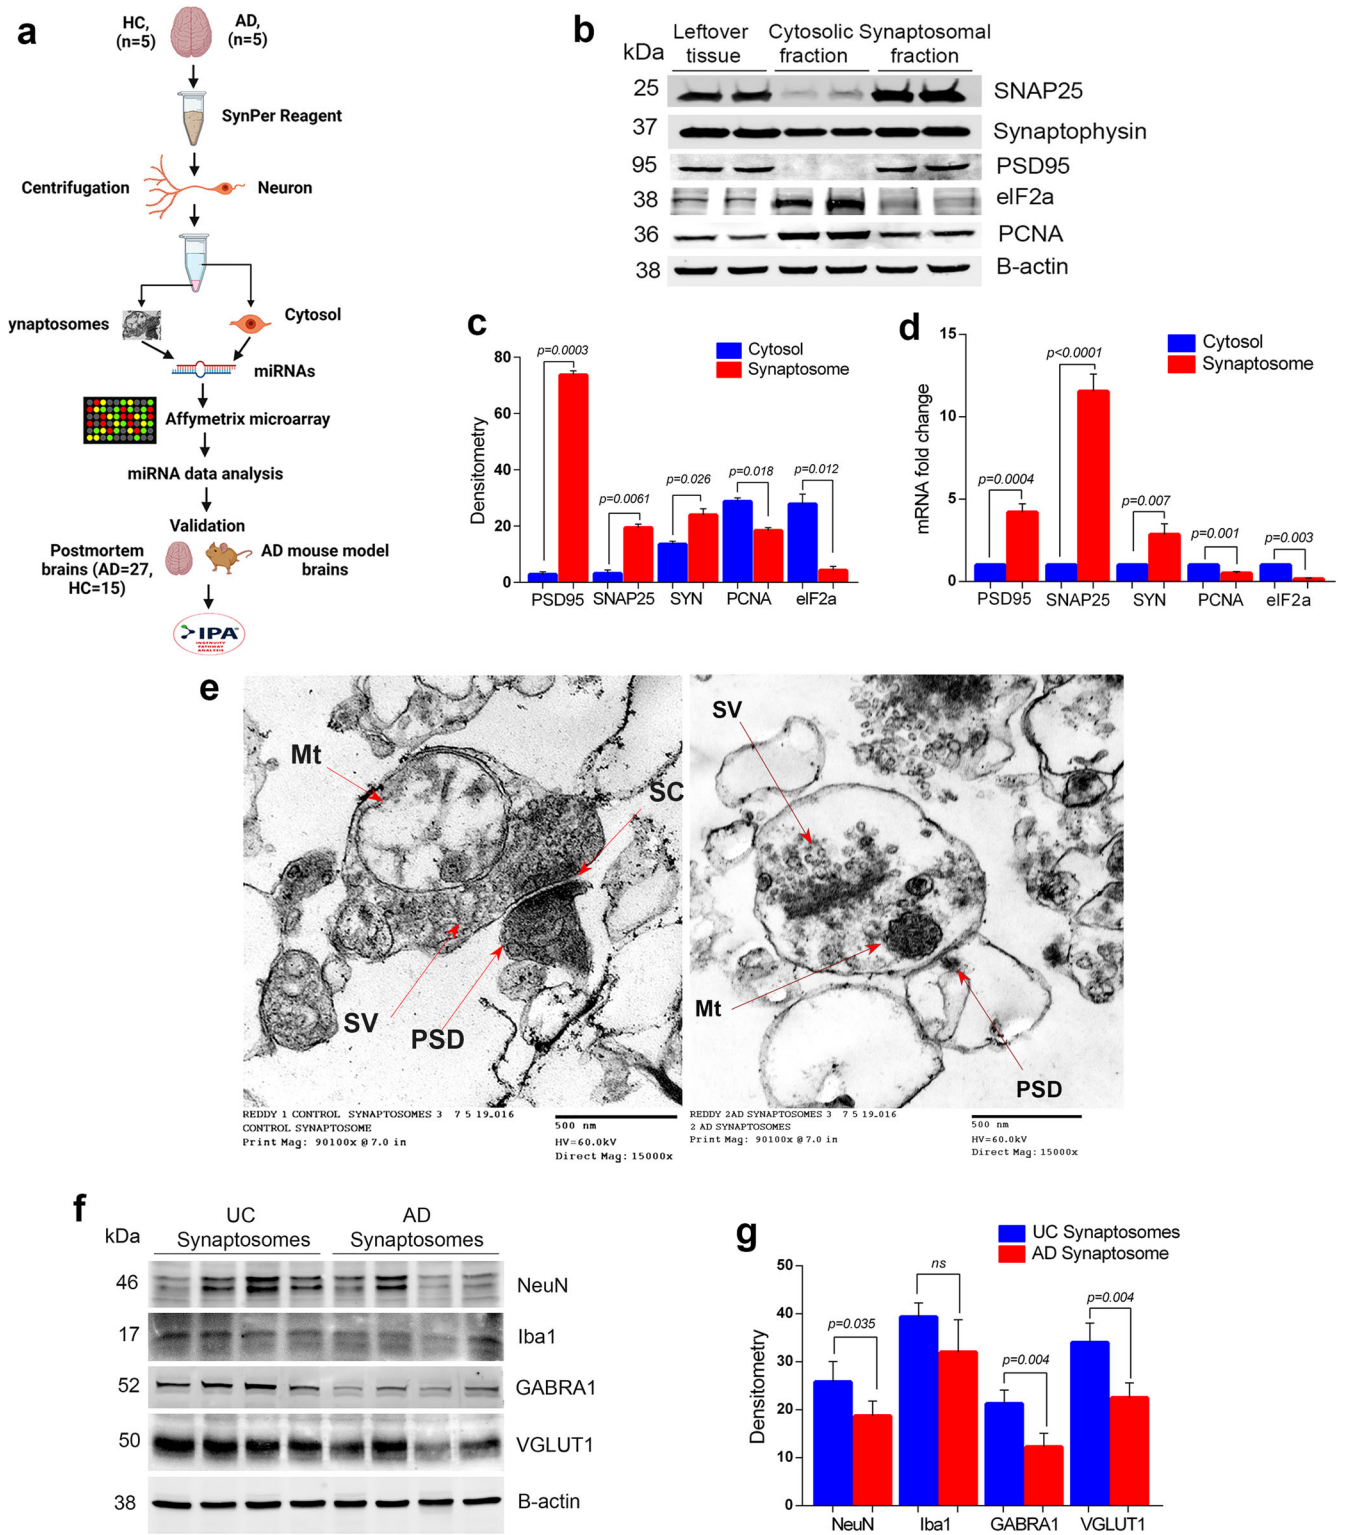 a
HC,
(n=5)
AD,
(n=5)
SynPer Reagent
Centrifugation
Neuron
ynaptosomes
Cytosol
miRNAs
Affymetrix microarray
miRNA data analysis
Validation
Postmortem
brains (AD=27,
HC=15)
AD mouse model
brains
IPA
INGENUITY
PATHWAY
ANALYSIS
b
kDa
Leftover
tissue
Cytosolic
fraction
Synaptosomal
fraction
25
SNAP25
37
Synaptophysin
95
PSD95
38
eIF2a
36
PCNA
38
B-actin
c
Cytosol
Synaptosome
Densitometry
80
60
40
20
0
p=0.0003
p=0.0061
p=0.026
p=0.018
p=0.012
PSD95
SNAP25
SYN
PCNA
eIF2a
d
Cytosol
Synaptosome
mRNA fold change
15
10
5
0
p=0.0004
p<0.0001
p=0.007
p=0.001
p=0.003
PSD95
SNAP25
SYN
PCNA
eIF2a
e
Mt
SC
SV
PSD
REDDY 1 CONTROL SYNAPTOSOMES 3 7 5 19_016
CONTROL SYNAPTOSOME
Print Mag: 90100x @ 7.0 in
500 nm
HV=60.0kV
Direct Mag: 15000x
SV
Mt
PSD
REDDY 2AD SYNAPTOSOMES 3 7 5 19_016
2 AD SYNAPTOSOMES
Print Mag: 90100x @ 7.0 in
500 nm
HV=60.0kV
Direct Mag: 15000x
f
kDa
UC
Synaptosomes
AD
Synaptosomes
46
NeuN
17
Iba1
52
GABRA1
50
VGLUT1
38
B-actin
g
UC Synaptosomes
AD Synaptosome
Densitometry
50
40
30
20
10
0
p=0.035
ns
p=0.004
p=0.004
NeuN
Iba1
GABRA1
VGLUT1